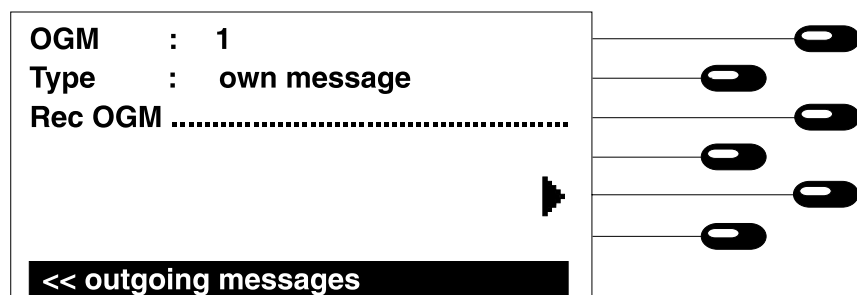 OGM : 1
Type : own message
Rec OGM ................................................
<< outgoing messages